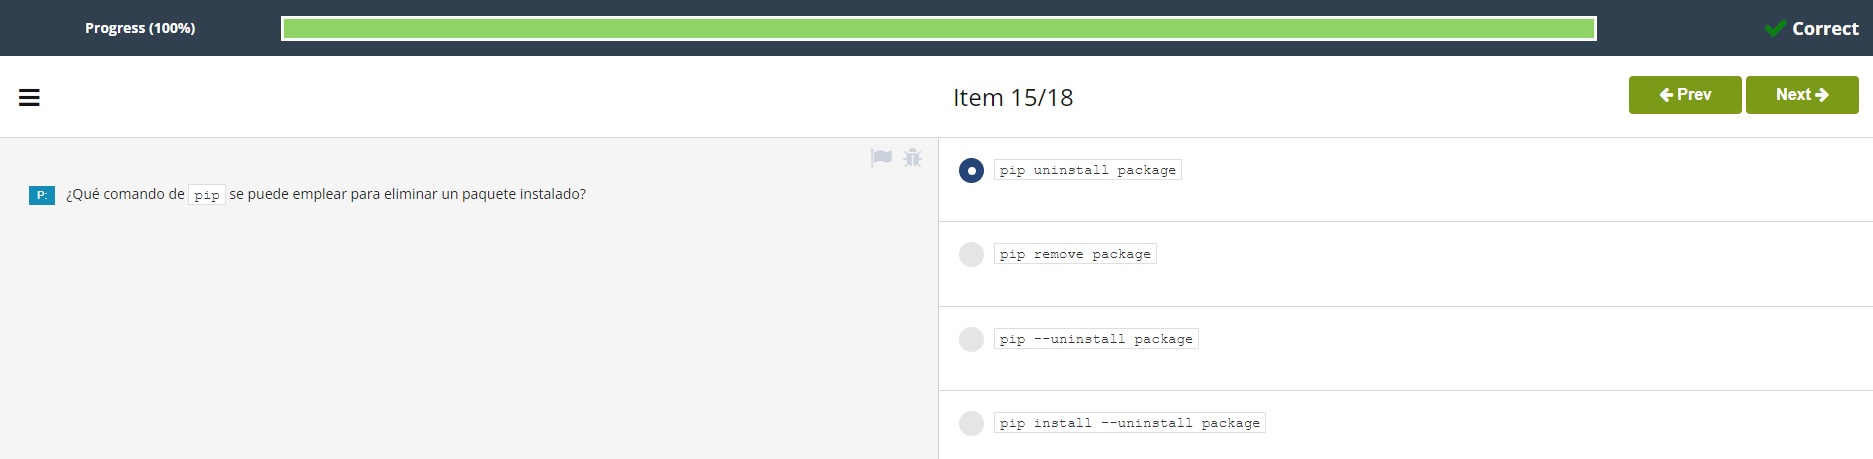 Progress (100%)
Correct
Item 15/18
Prev
Next
P:
¿Qué comando de pip se puede emplear para eliminar un paquete instalado?
pip uninstall package
pip remove package
pip --uninstall package
pip install --uninstall package